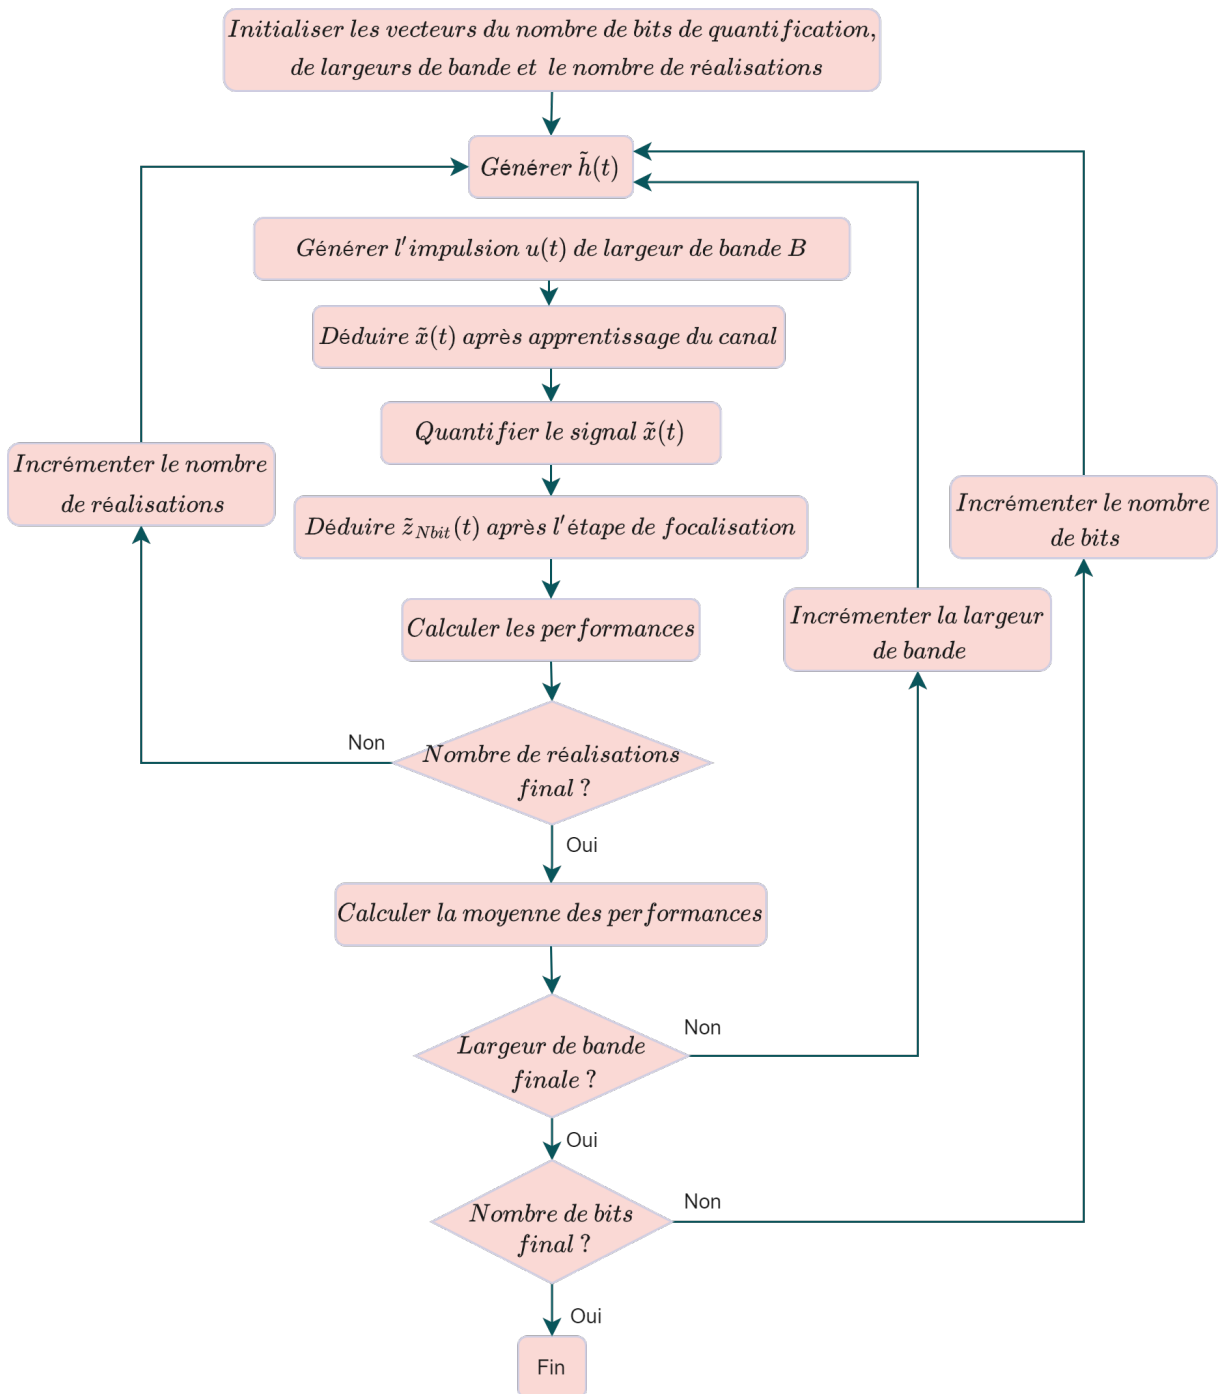 Initialiser les vecteurs du nombre de bits de quantification,
de largeurs de bande et le nombre de réalisations
Générer h̃(t)
Générer l'impulsion u(t) de largeur de bande B
Déduire x̃(t) après apprentissage du canal
Quantifier le signal x̃(t)
Incrémenter le nombre
de réalisations
Incrémenter le nombre
de bits
Déduire z̃_Nbit(t) après l'étape de focalisation
Incrémenter la largeur
de bande
Calculer les performances
Non
Nombre de réalisations
final ?
Oui
Calculer la moyenne des performances
Non
Largeur de bande
finale ?
Oui
Non
Nombre de bits
final ?
Oui
Fin